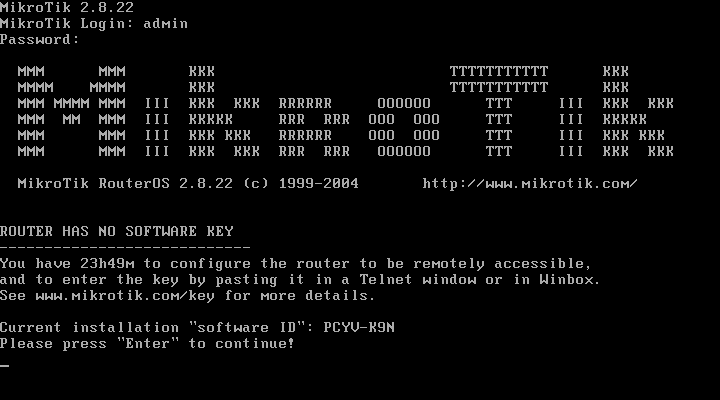 MikroTik 2.8.22
MikroTik Login: admin
Password:
MMM      MMM       KKK                          TTTTTTTTTTT      KKK
MMMM    MMMM       KKK                          TTTTTTTTTTT      KKK
MMM MMMM MMM  III  KKK  KKK  RRRRRR     OOOOOO      TTT     III  KKK  KKK
MMM  MM  MMM  III  KKKKK     RRR  RRR  OOO  OOO     TTT     III  KKKKK
MMM      MMM  III  KKK KKK   RRRRRR    OOO  OOO     TTT     III  KKK KKK
MMM      MMM  III  KKK  KKK  RRR  RRR   OOOOOO      TTT     III  KKK  KKK
MikroTik RouterOS 2.8.22 (c) 1999-2004       http://www.mikrotik.com/
ROUTER HAS NO SOFTWARE KEY
----------------------------
You have 23h49m to configure the router to be remotely accessible,
and to enter the key by pasting it in a Telnet window or in Winbox.
See www.mikrotik.com/key for more details.
Current installation "software ID": PCYV-K9N
Please press "Enter" to continue!
_